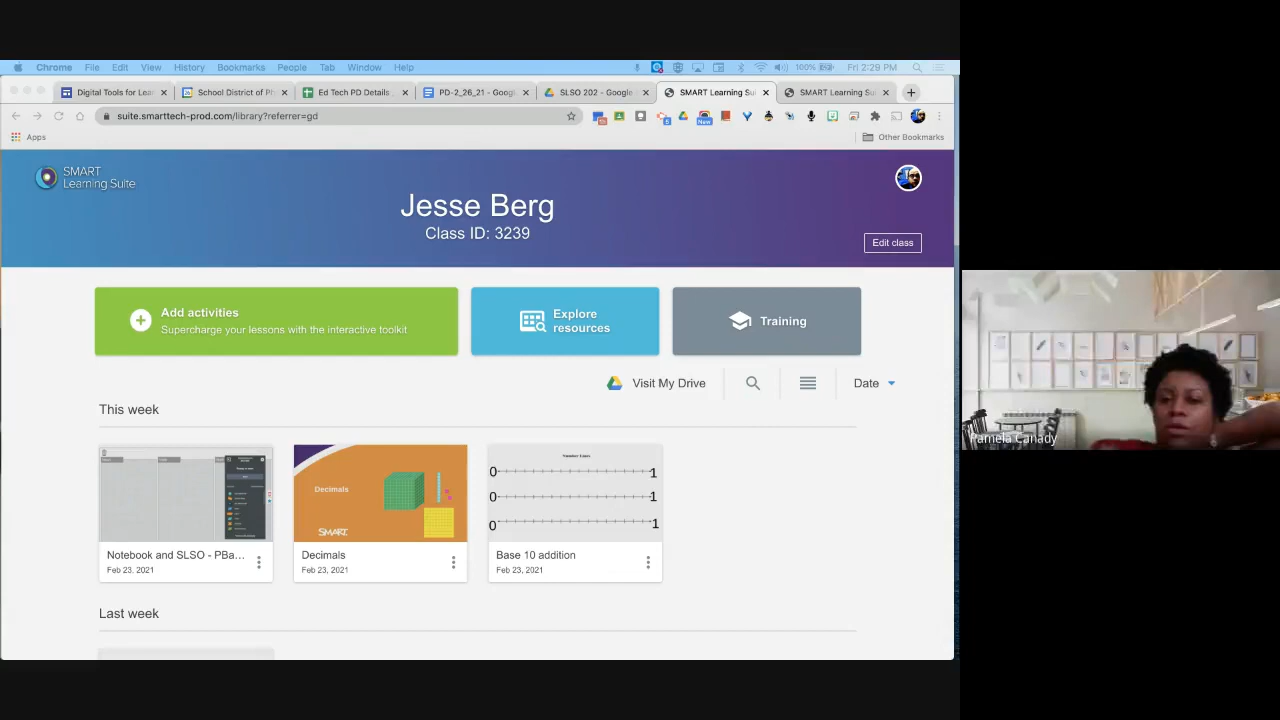 Chrome File Edit View History Bookmarks People Tab Window Help 100% Fri 2:29 PM
Digital Tools for Lear School District of Ph Ed Tech PD Details PD-2_26_21 - Goog SLSO 202 - Google SMART Learning Su SMART Learning Su
suite.smarttech-prod.com/library?referrer=gd
Apps Other Bookmarks
SMART
Learning Suite
Jesse Berg
Class ID: 3239
Edit class
Add activities
Supercharge your lessons with the interactive toolkit
Explore
resources
Training
Visit My Drive Date
This week
Decimals
SMART
Number Lines
0 1
0 1
0 1
Notebook and SLSO - PBa...
Feb 23, 2021
Decimals
Feb 23, 2021
Base 10 addition
Feb 23, 2021
Last week
Pamela Canady